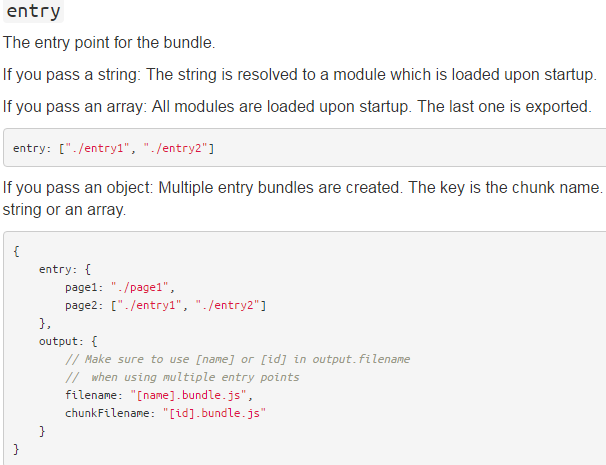 entry
The entry point for the bundle.
If you pass a string: The string is resolved to a module which is loaded upon startup.
If you pass an array: All modules are loaded upon startup. The last one is exported.
entry: ["./entry1", "./entry2"]
If you pass an object: Multiple entry bundles are created. The key is the chunk name.
string or an array.
{
    entry: {
        page1: "./page1",
        page2: ["./entry1", "./entry2"]
    },
    output: {
        // Make sure to use [name] or [id] in output.filename
        //  when using multiple entry points
        filename: "[name].bundle.js",
        chunkFilename: "[id].bundle.js"
    }
}